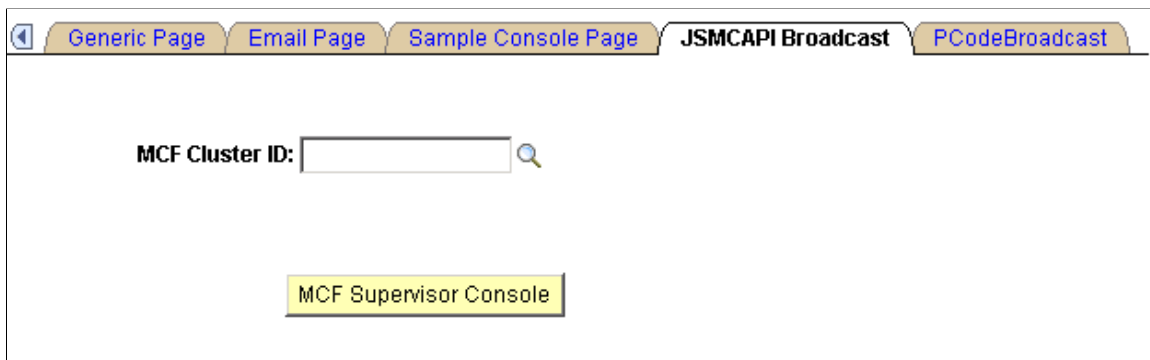 Generic Page Email Page Sample Console Page JSMCAPI Broadcast PCodeBroadcast
MCF Cluster ID:
MCF Supervisor Console